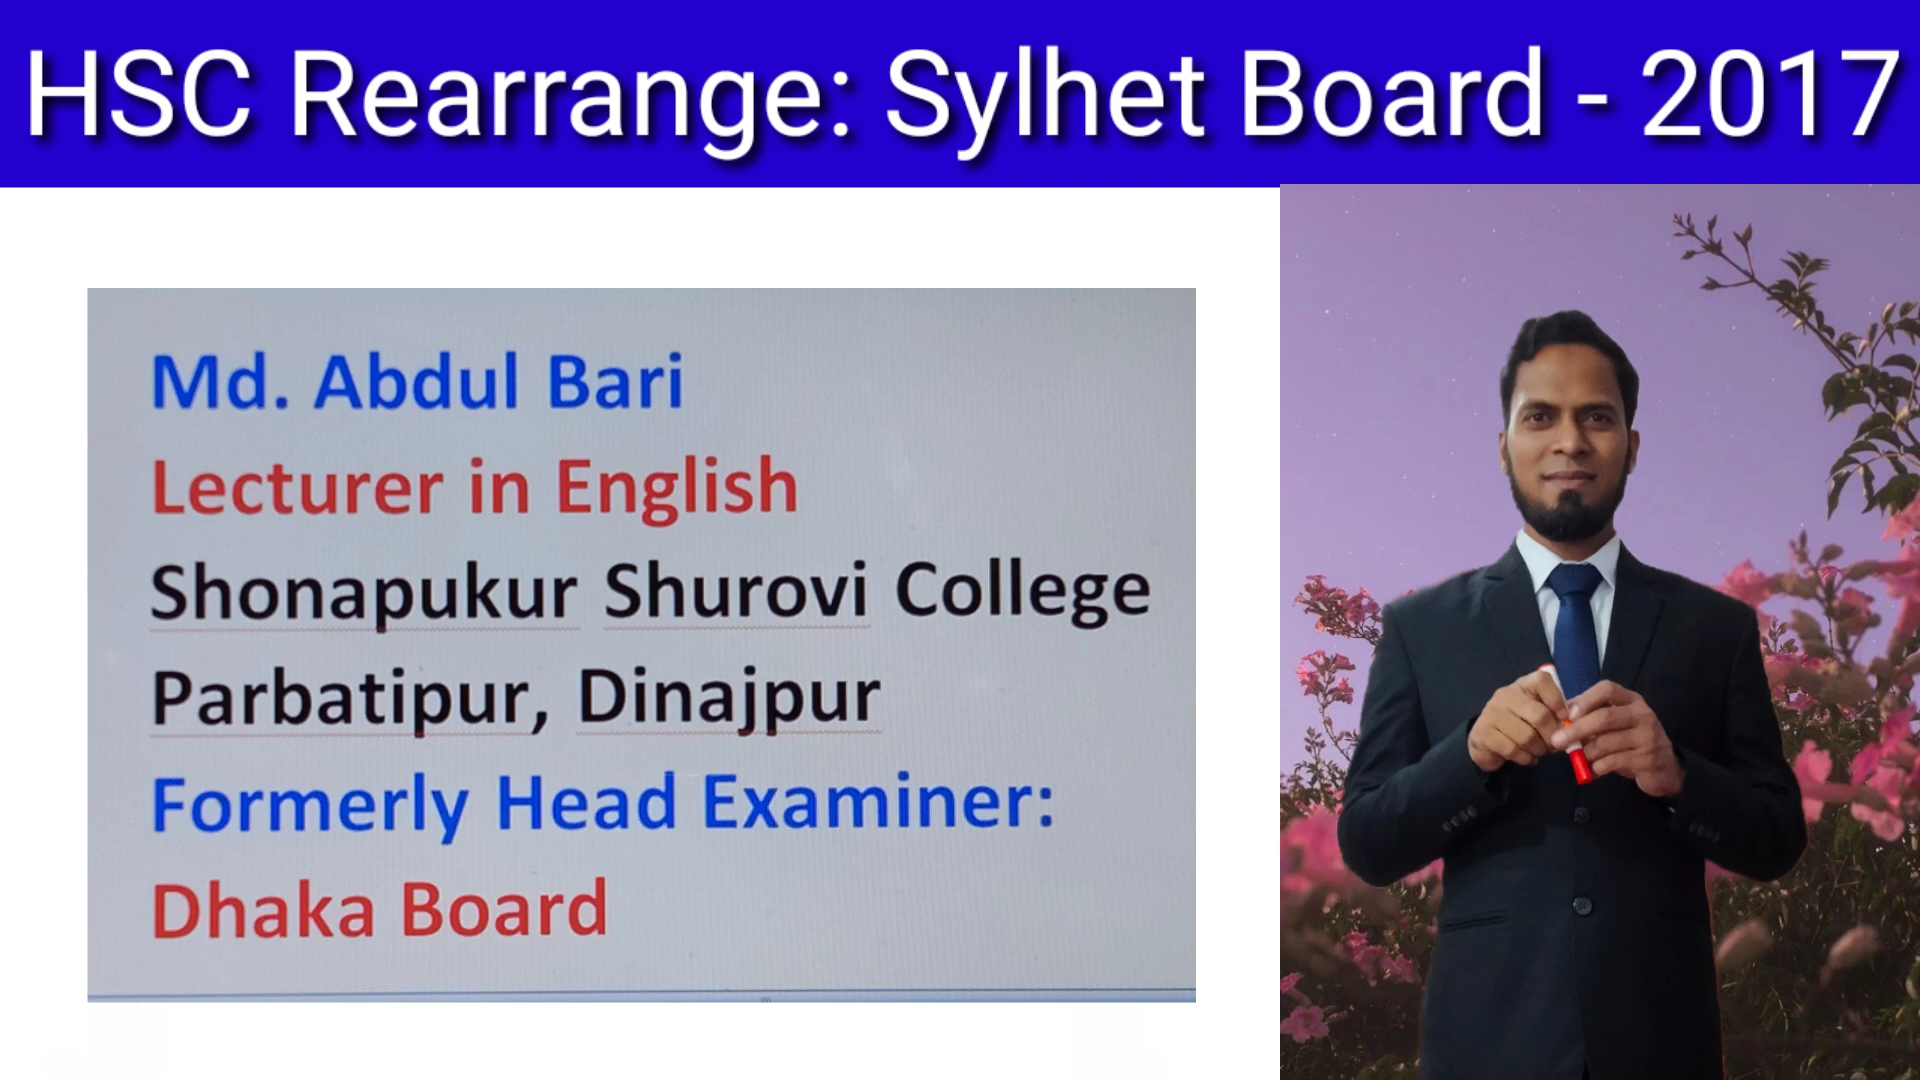 HSC Rearrange: Sylhet Board - 2017
Md. Abdul Bari
Lecturer in English
Shonapukur Shurovi College
Parbatipur, Dinajpur
Formerly Head Examiner:
Dhaka Board